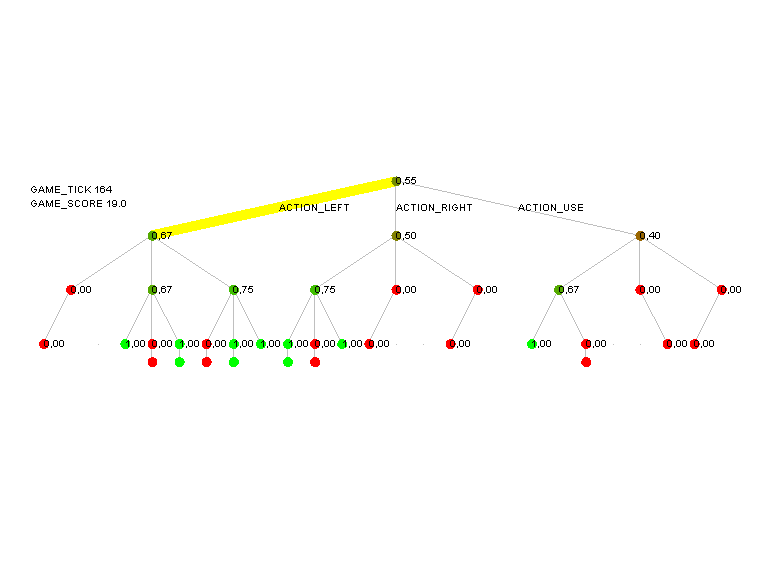 0,55
GAME_TICK 164
GAME_SCORE 19.0
ACTION_LEFT ACTION_RIGHT ACTION_USE
0,67 0,50 0,40
0,00 0,67 0,75 0,75 0,00 0,00 0,67 0,00 0,00
0,00 1,00 0,00 1,00 0,00 1,00 1,00 1,00 0,00 1,00 0,00 0,00 1,00 0,00 0,00 0,00